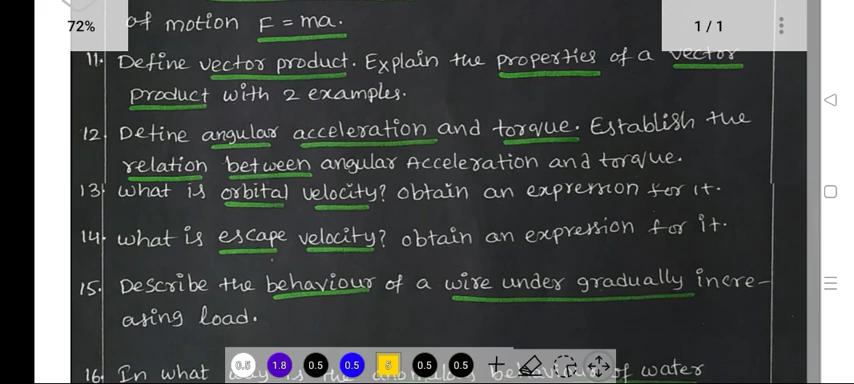 of motion F = ma.
72%
1 / 1
11. Define vector product. Explain the properties of a vector
product with 2 examples.
12. Define angular acceleration and torque. Establish the
relation between angular Acceleration and torque.
13. what is orbital velocity? obtain an expression for it.
14. what is escape velocity? obtain an expression for it.
15. Describe the behaviour of a wire under gradually incre-
asing load.
0.5 1.8 0.5 0.5 5 0.5 0.5
16. In what is the behaviour of water